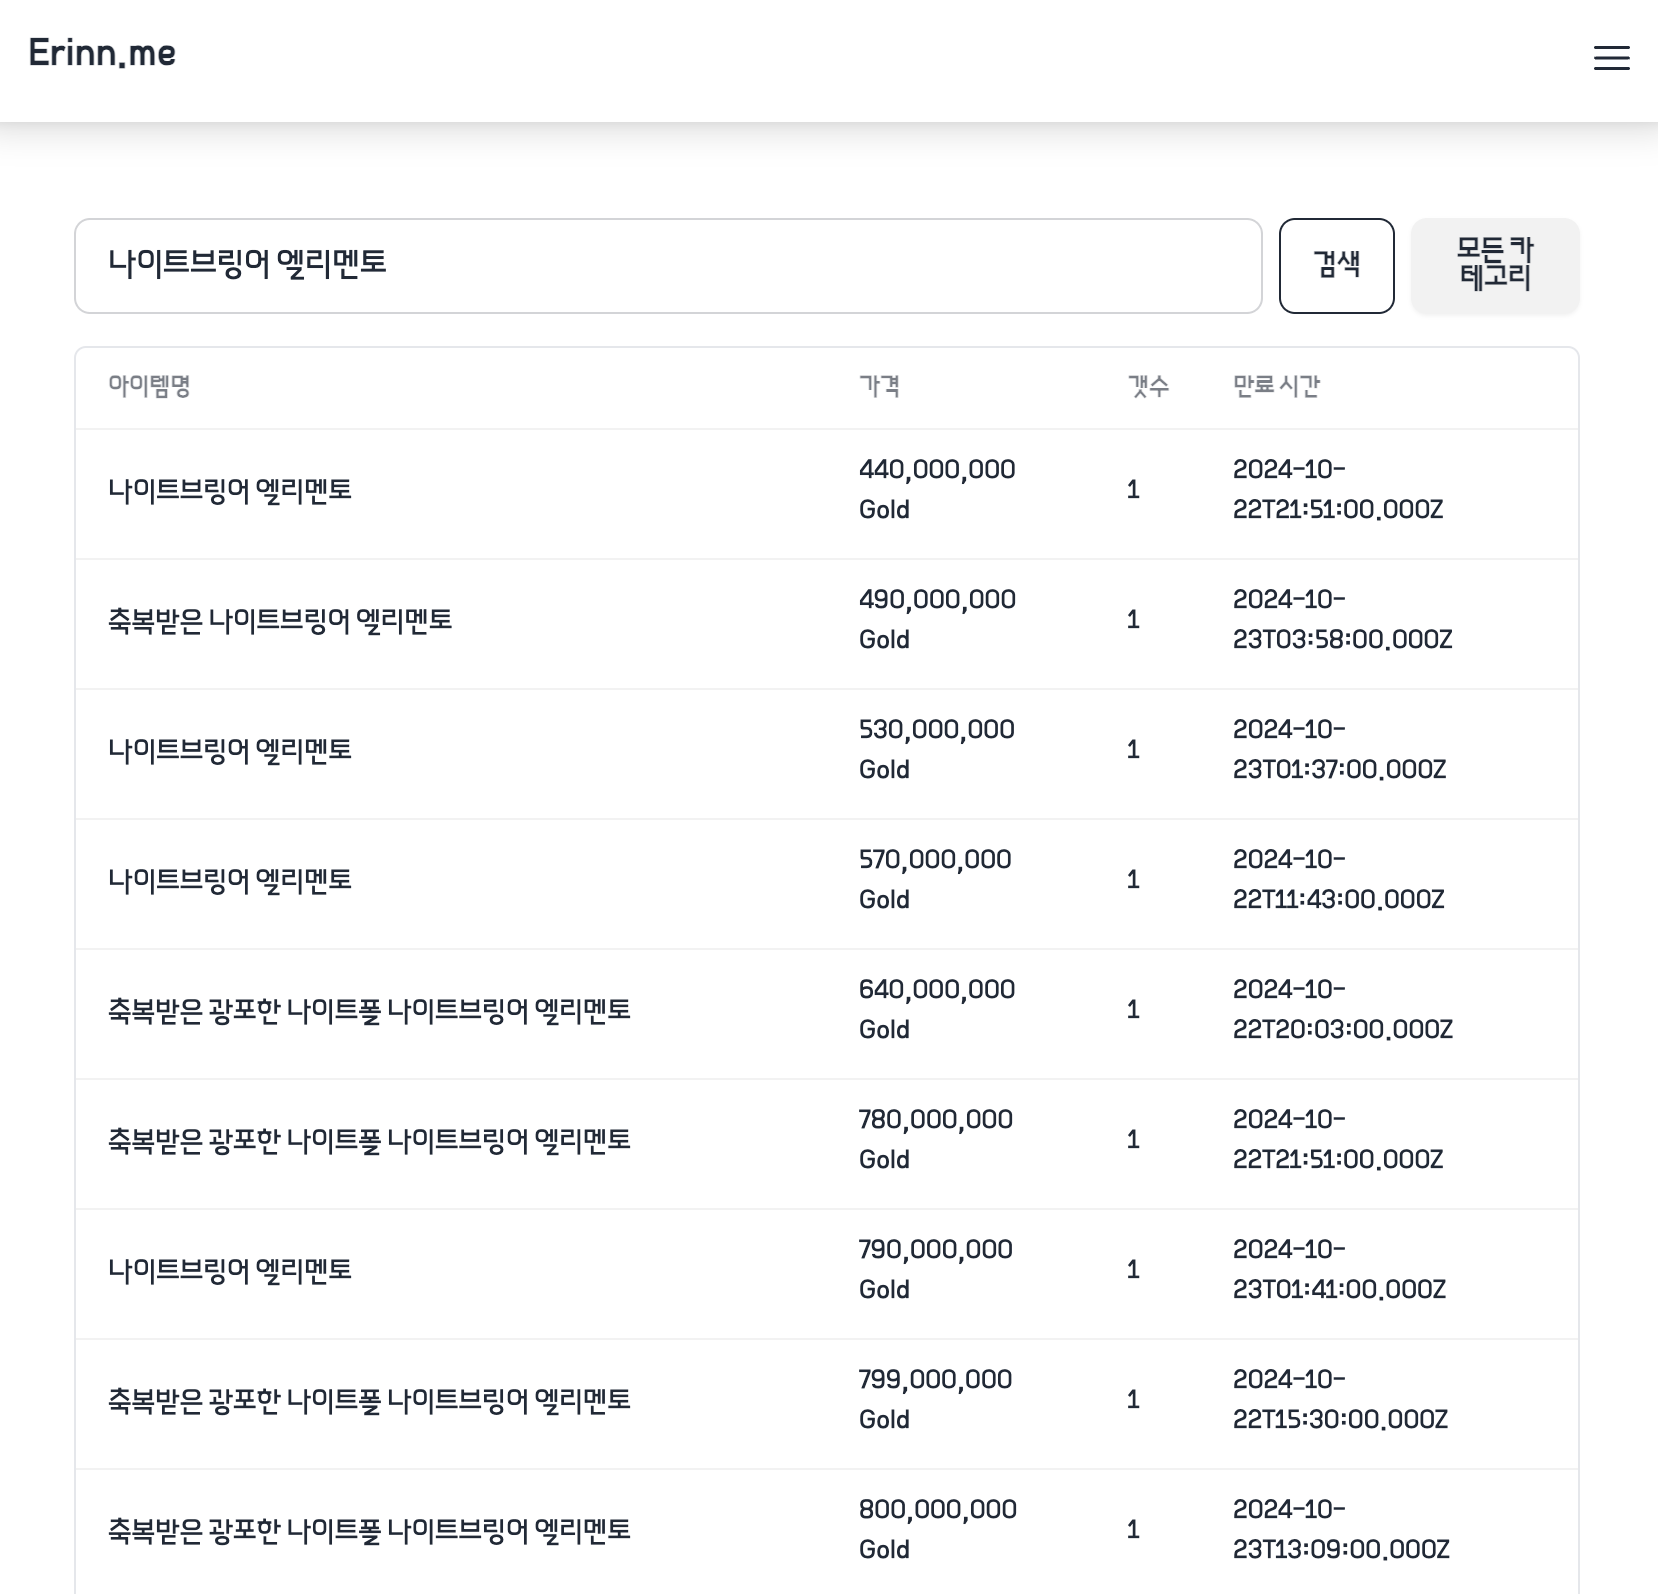 Erinn.me
나이트브링어 엘리멘토
검색
모든 카
테고리
아이템명 가격 갯수 만료 시간
나이트브링어 엘리멘토 440,000,000 Gold 1 2024-10-22T21:51:00.000Z
축복받은 나이트브링어 엘리멘토 490,000,000 Gold 1 2024-10-23T03:58:00.000Z
나이트브링어 엘리멘토 530,000,000 Gold 1 2024-10-23T01:37:00.000Z
나이트브링어 엘리멘토 570,000,000 Gold 1 2024-10-22T11:43:00.000Z
축복받은 광포한 나이트폴 나이트브링어 엘리멘토 640,000,000 Gold 1 2024-10-22T20:03:00.000Z
축복받은 광포한 나이트폴 나이트브링어 엘리멘토 780,000,000 Gold 1 2024-10-22T21:51:00.000Z
나이트브링어 엘리멘토 790,000,000 Gold 1 2024-10-23T01:41:00.000Z
축복받은 광포한 나이트폴 나이트브링어 엘리멘토 799,000,000 Gold 1 2024-10-22T15:30:00.000Z
축복받은 광포한 나이트폴 나이트브링어 엘리멘토 800,000,000 Gold 1 2024-10-23T13:09:00.000Z